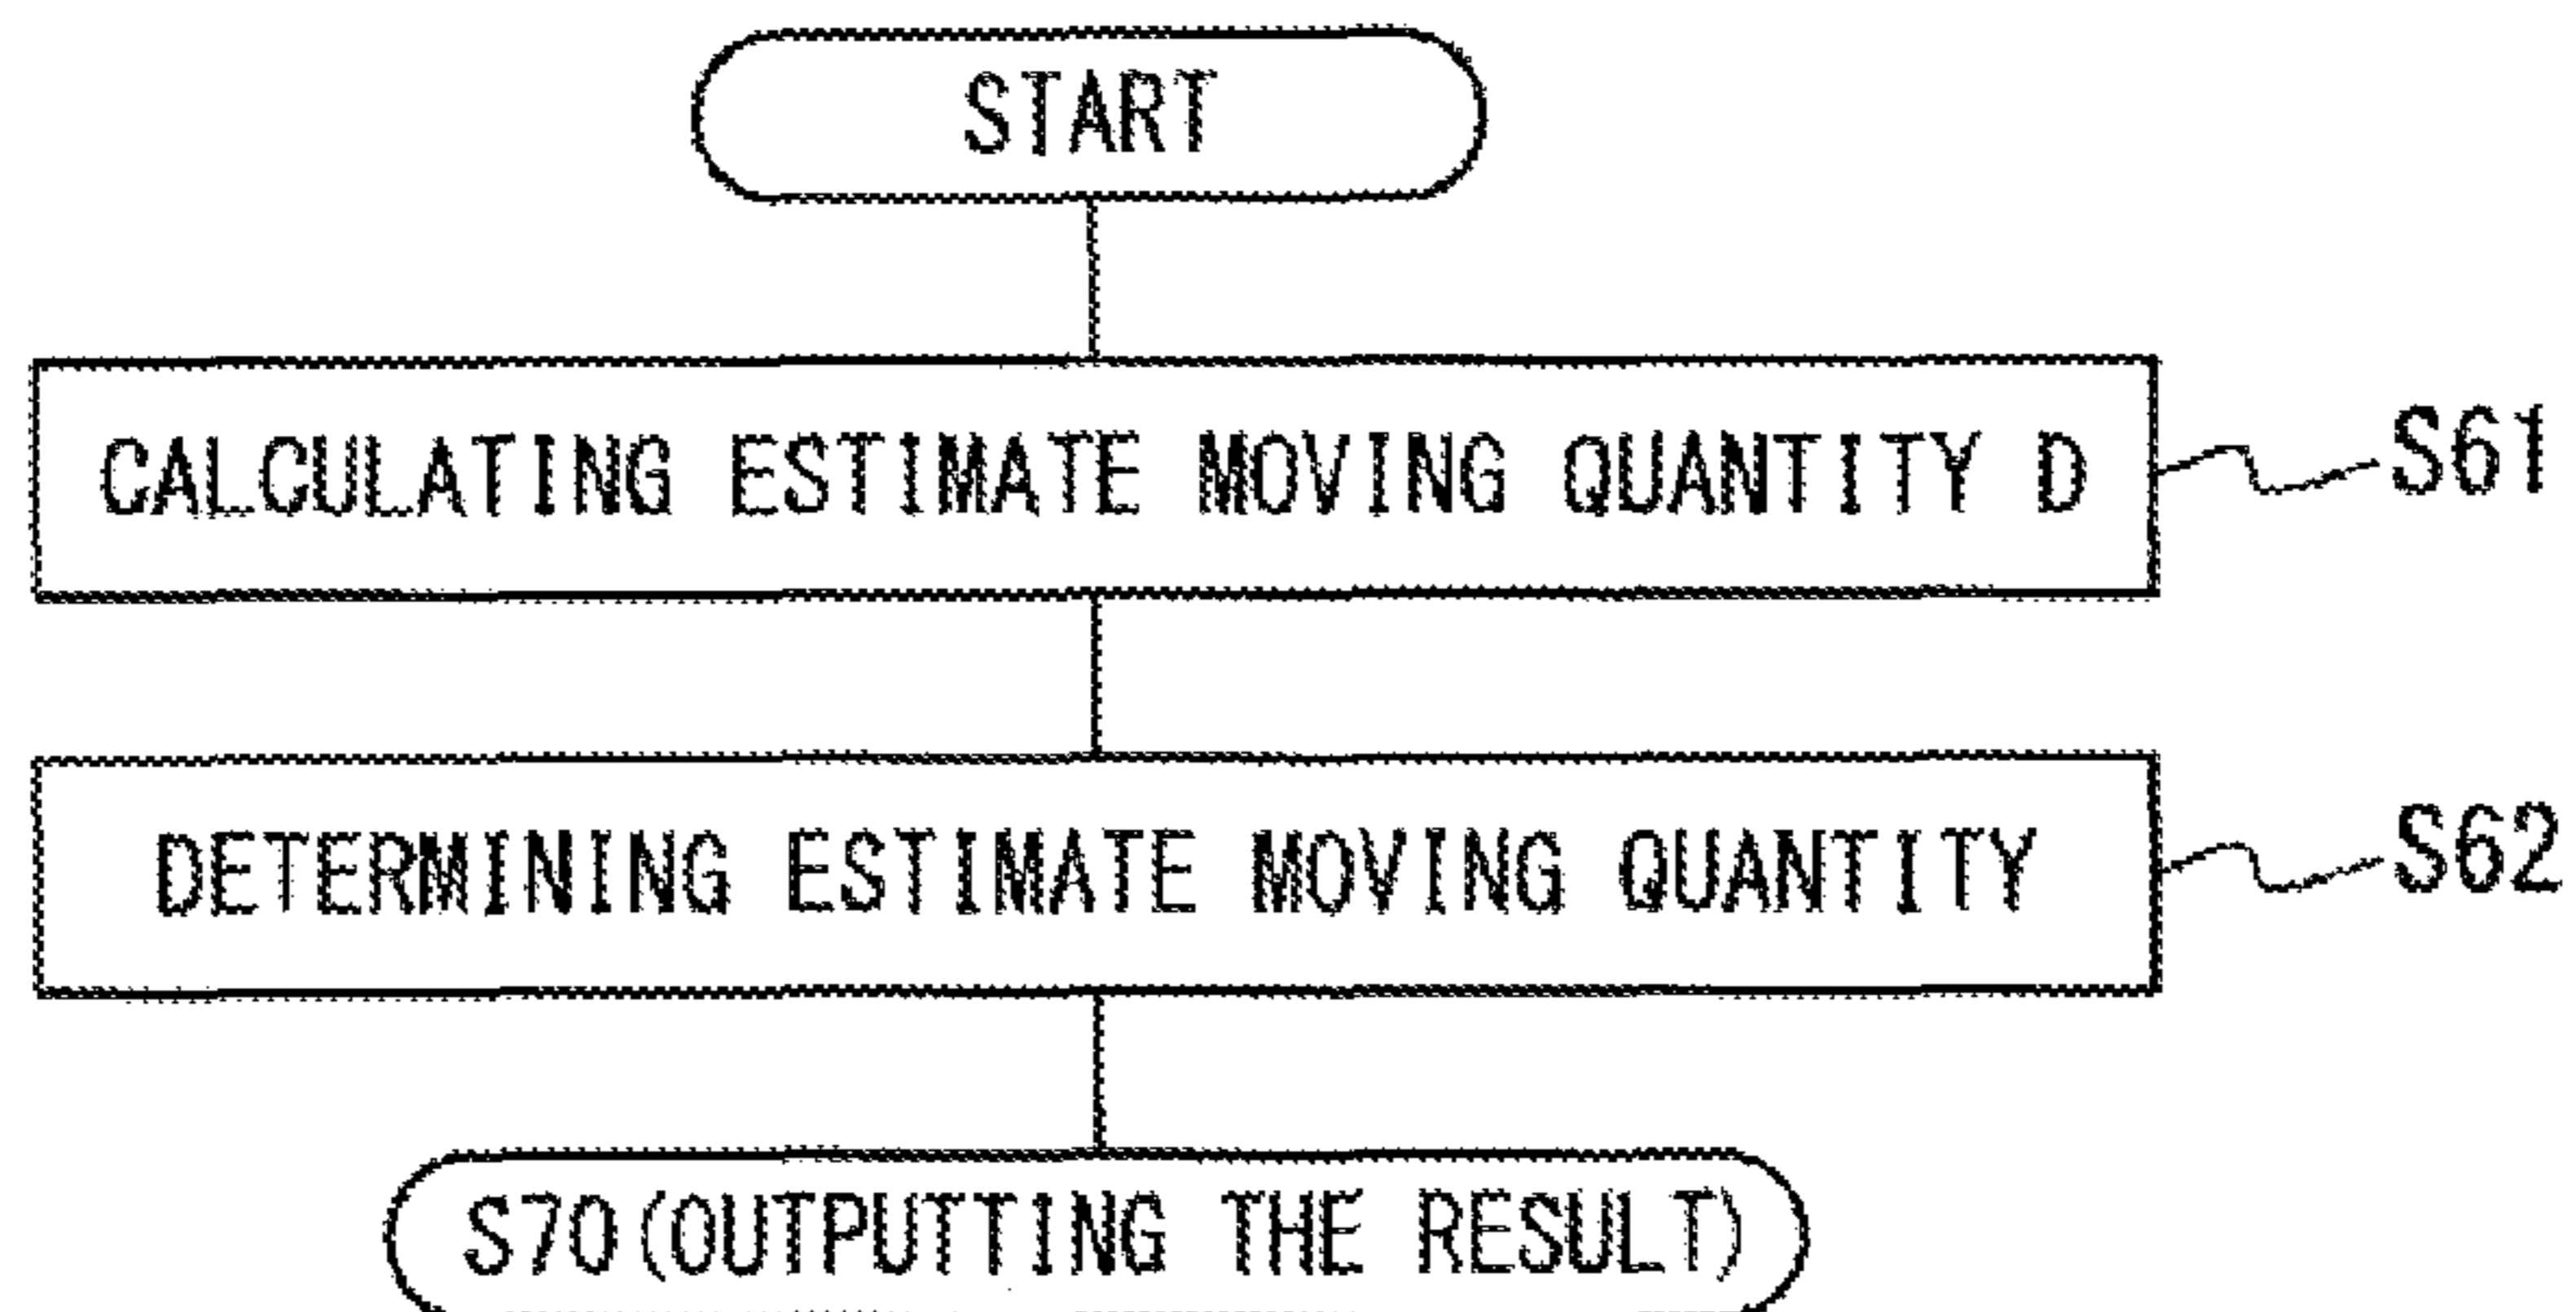 START
CALCULATING ESTIMATE MOVING QUANTITY D
S61
DETERMINING ESTIMATE MOVING QUANTITY
S62
S70(OUTPUTTING THE RESULT)